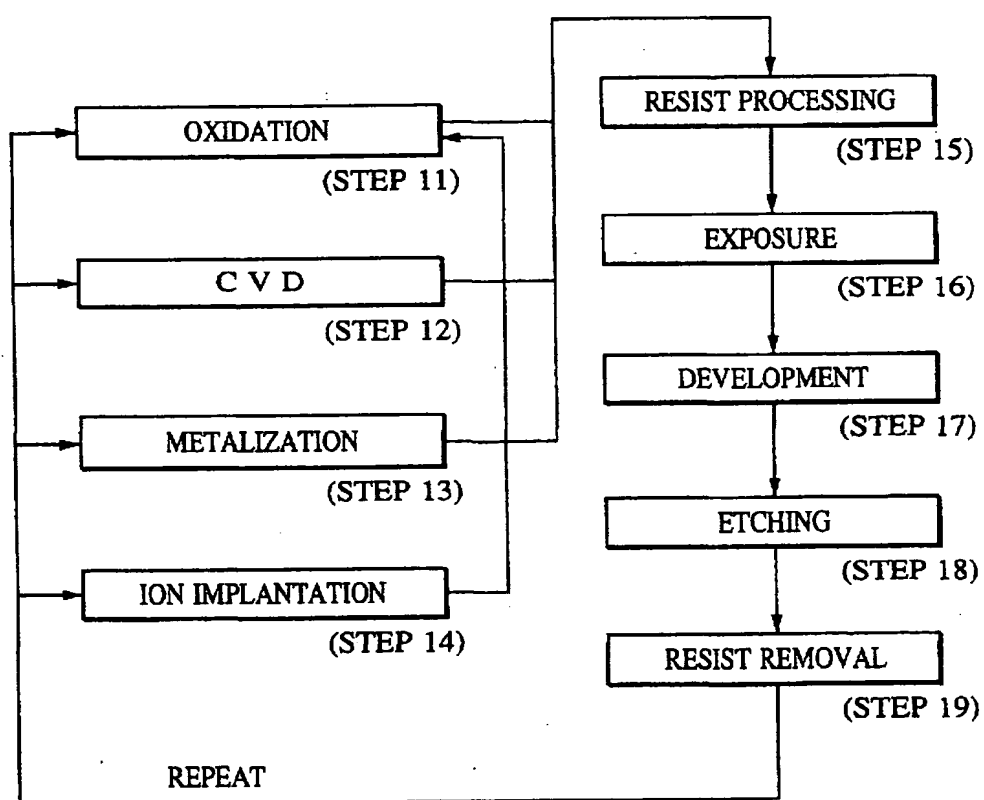 OXIDATION
(STEP 11)
C V D
(STEP 12)
METALIZATION
(STEP 13)
ION IMPLANTATION
(STEP 14)
RESIST PROCESSING
(STEP 15)
EXPOSURE
(STEP 16)
DEVELOPMENT
(STEP 17)
ETCHING
(STEP 18)
RESIST REMOVAL
(STEP 19)
REPEAT